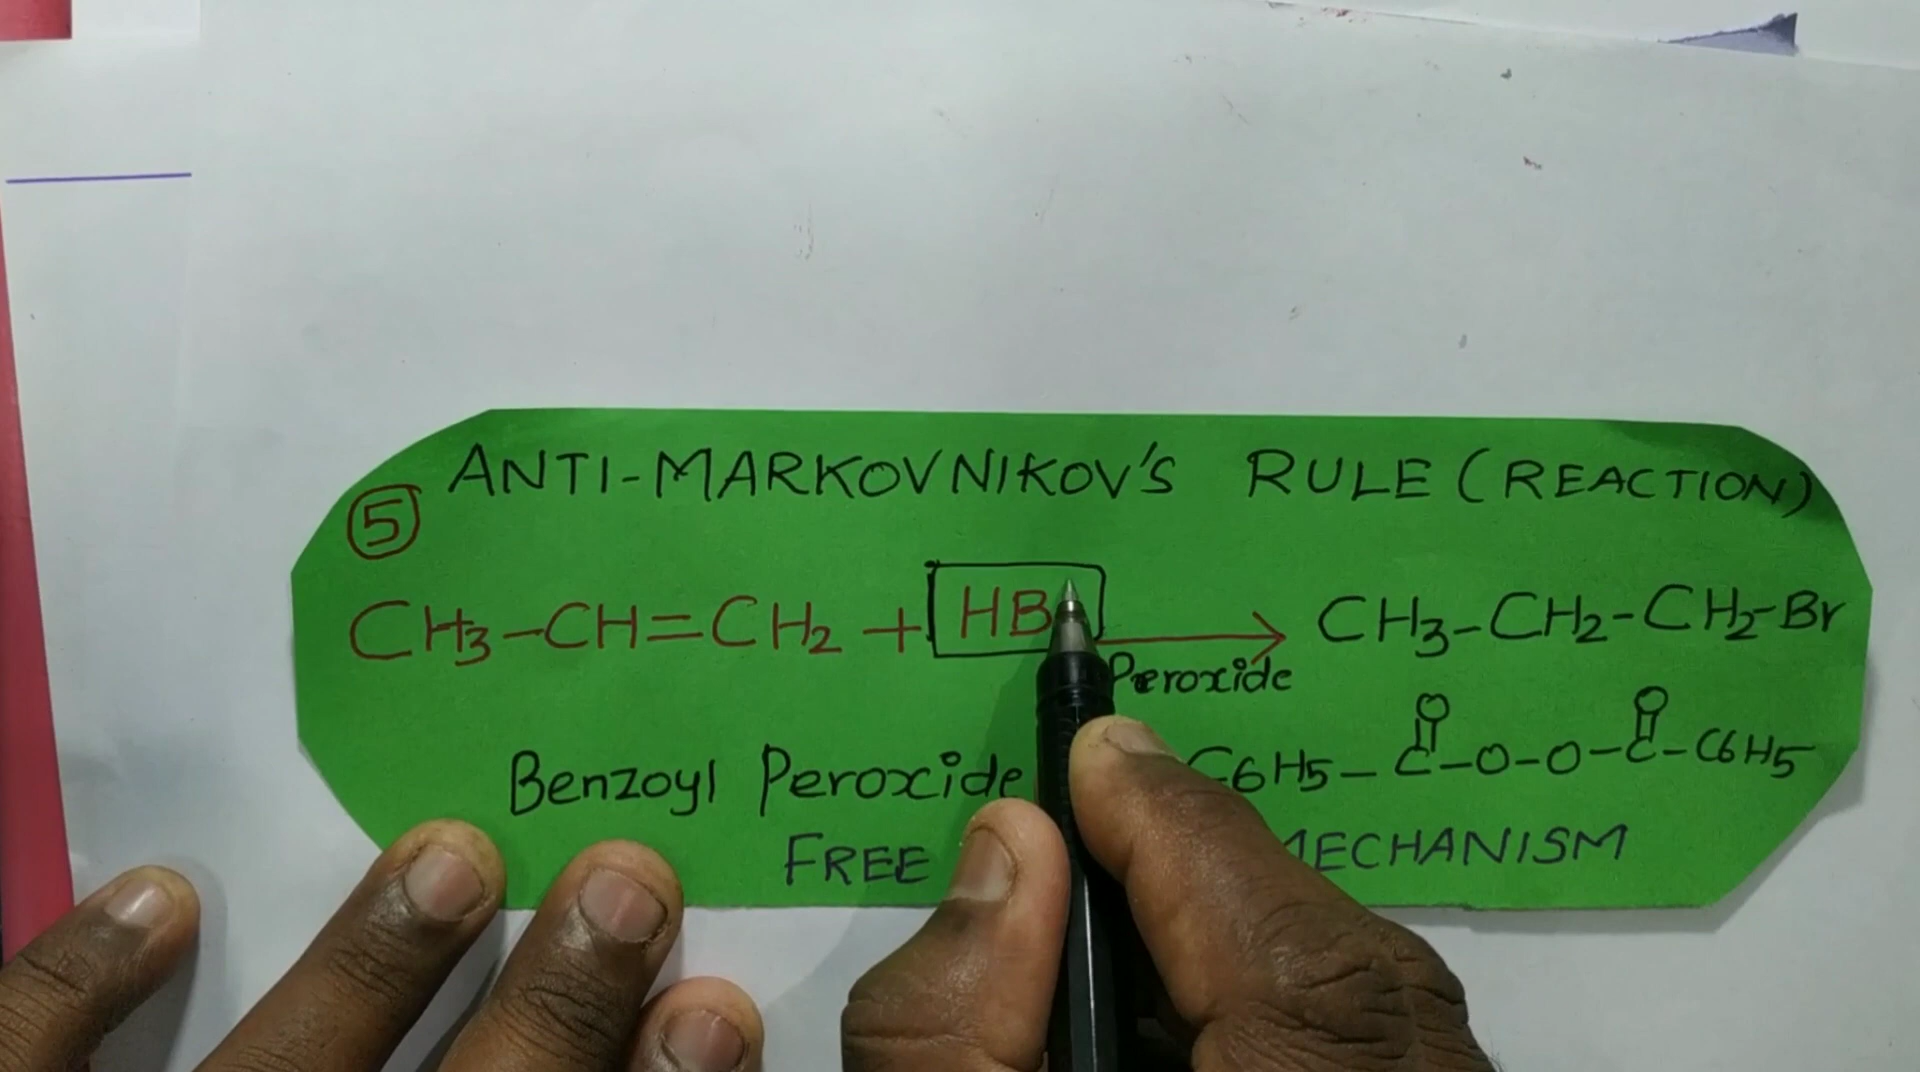 ANTI-MARKOVNIKOV'S RULE (REACTION)
⑤
CH3-CH=CH2 + HB → CH3-CH2-CH2-Br
Peroxide
O O
Benzoyl Peroxide C6H5-C-O-O-C-C6H5
FREE MECHANISM